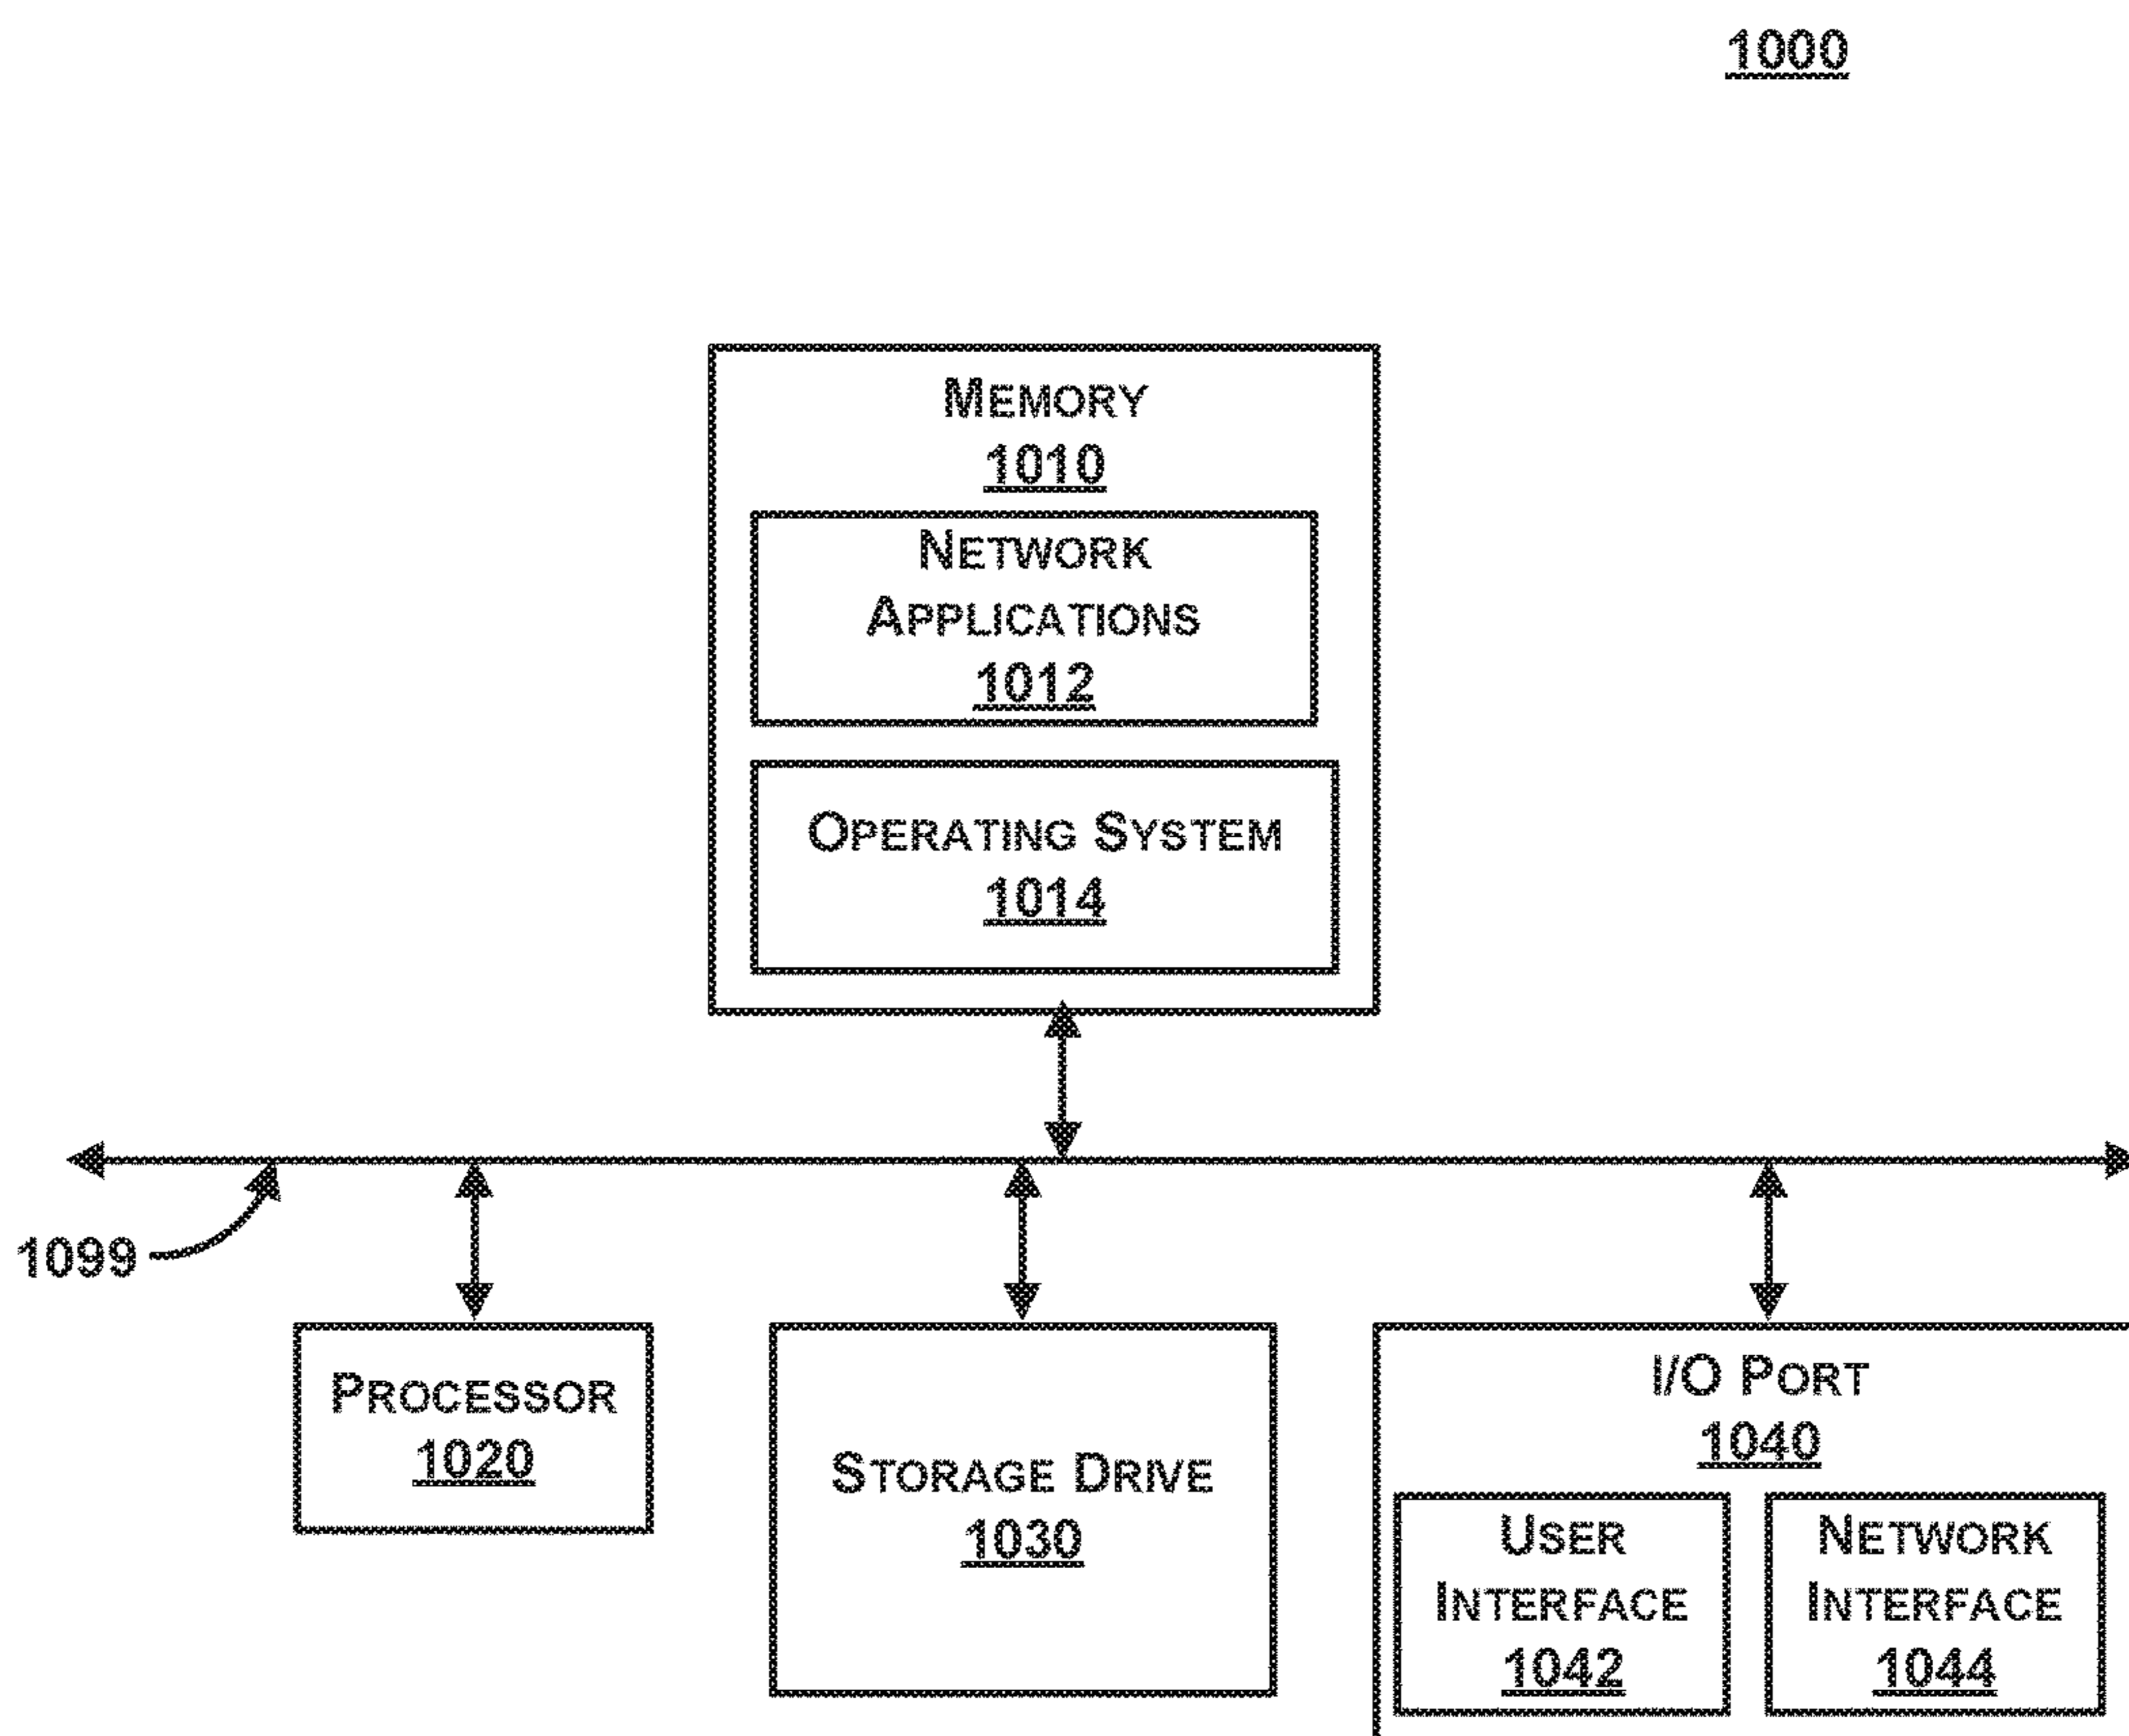 1000
MEMORY
1010
NETWORK
APPLICATIONS
1012
OPERATING SYSTEM
1014
1099
PROCESSOR
1020
STORAGE DRIVE
1030
I/O PORT
1040
USER
INTERFACE
1042
NETWORK
INTERFACE
1044